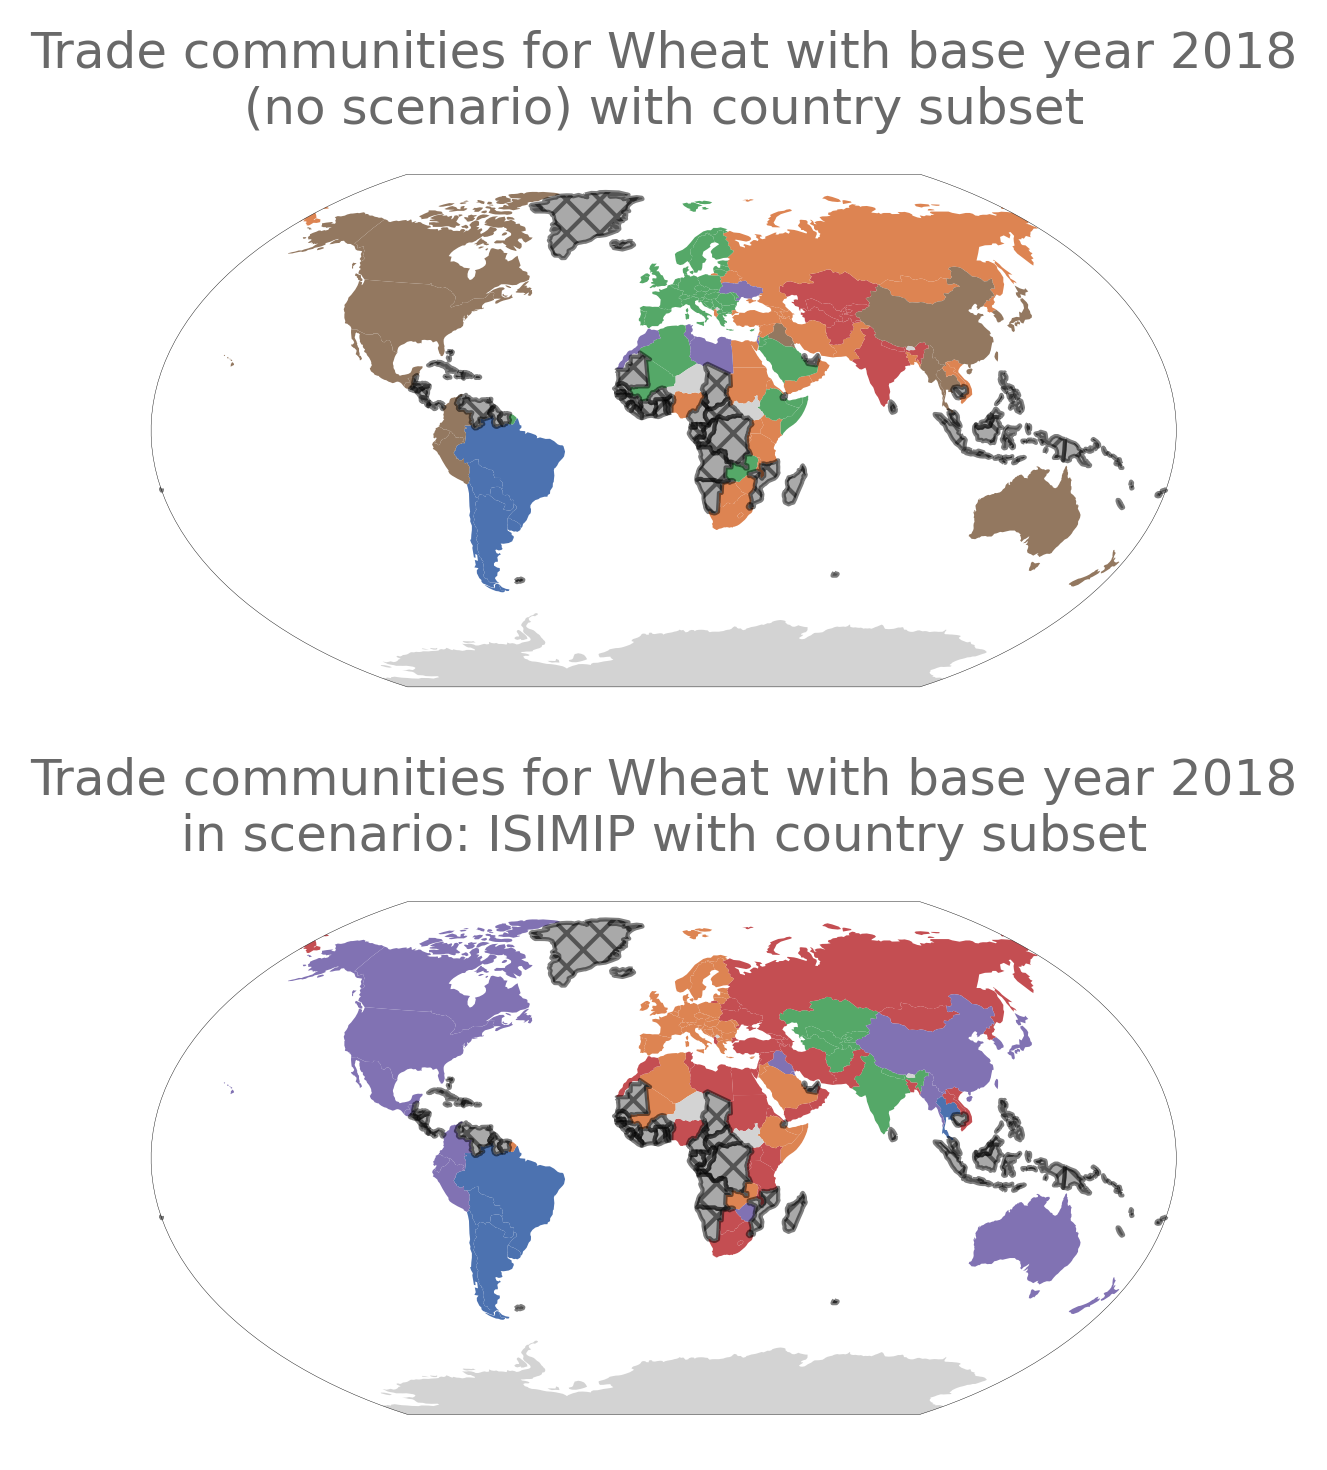 Trade communities for Wheat with base year 2018
(no scenario) with country subset
Trade communities for Wheat with base year 2018
in scenario: ISIMIP with country subset